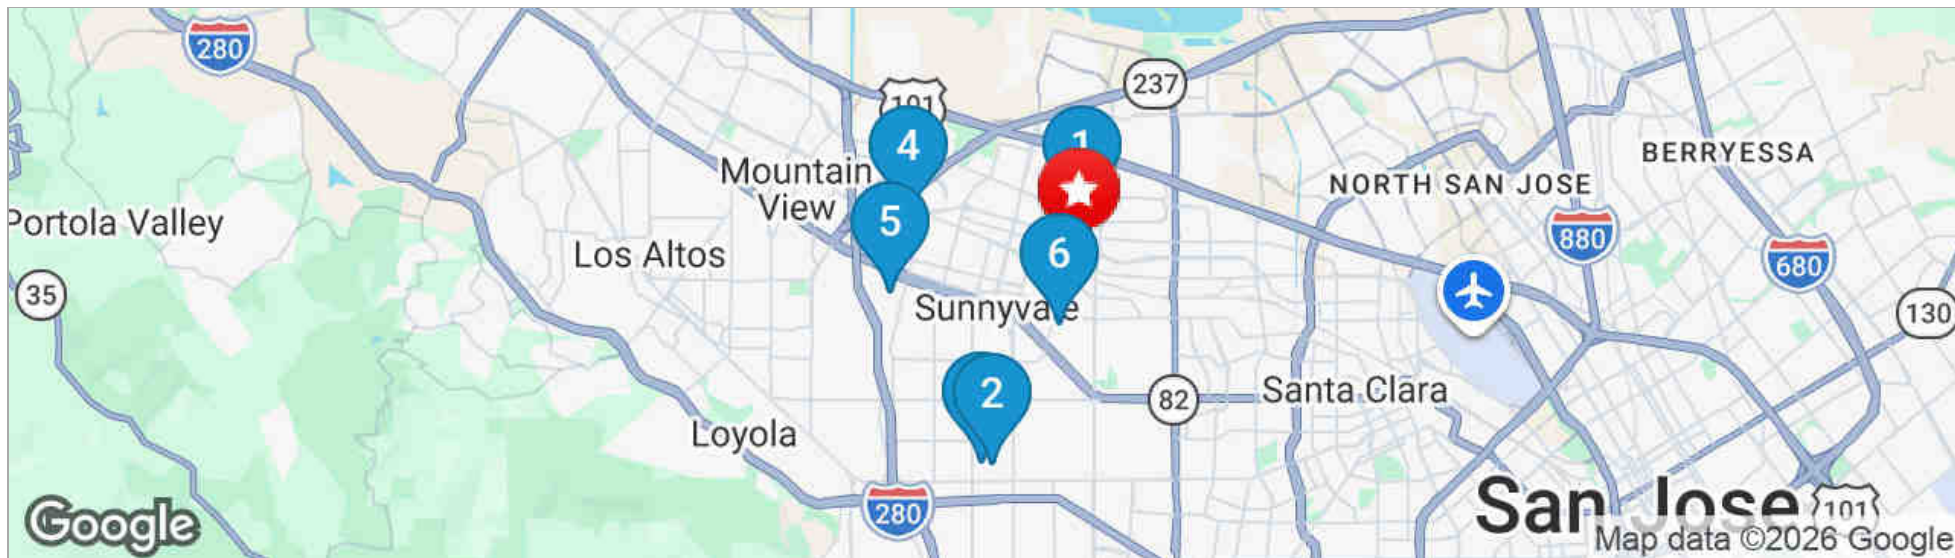 280
101
237
4
1
BERRYESSA
Mountain
View
NORTH SAN JOSE
Portola Valley
5
880
6
Los Altos
680
35
Sunnyvale
130
2
Santa Clara
82
Loyola
280
San Jose
101
Google
Map data ©2026 Google